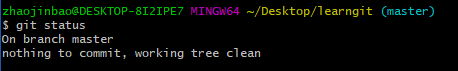 zhaojinbao@DESKTOP-8I2IPE7 MINGW64 ~/Desktop/learngit (master)
$ git status
On branch master
nothing to commit, working tree clean